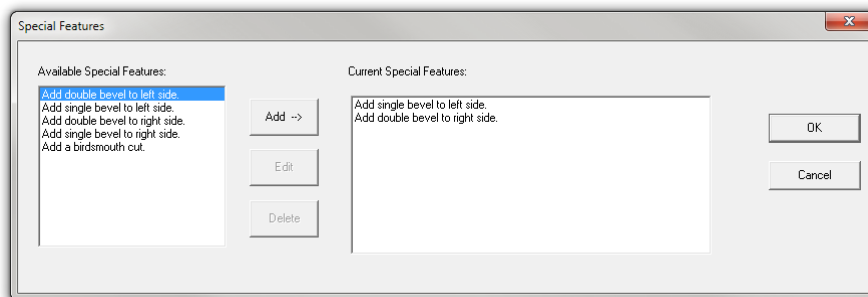 Special Features
Available Special Features:
Add double bevel to left side.
Add single bevel to left side.
Add double bevel to right side.
Add single bevel to right side.
Add a birdsmouth cut.
Add -->
Edit
Delete
Current Special Features:
Add single bevel to left side.
Add double bevel to right side.
OK
Cancel